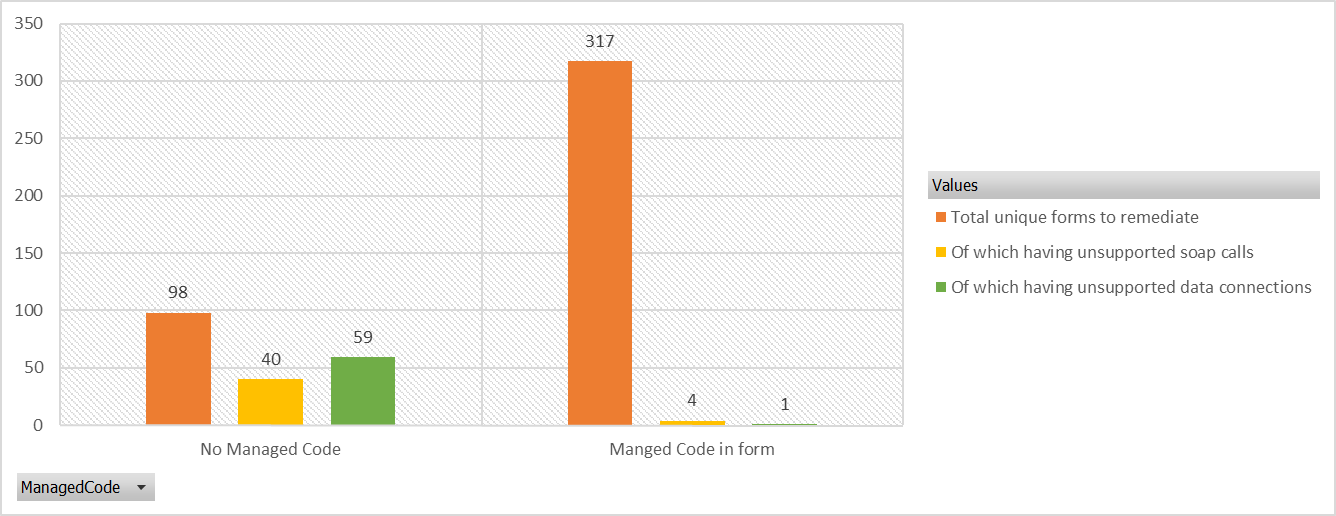 350
300
250
200
150
100
50
0
98
40
59
317
4
1
No Managed Code
Manged Code in form
Values
Total unique forms to remediate
Of which having unsupported soap calls
Of which having unsupported data connections
ManagedCode